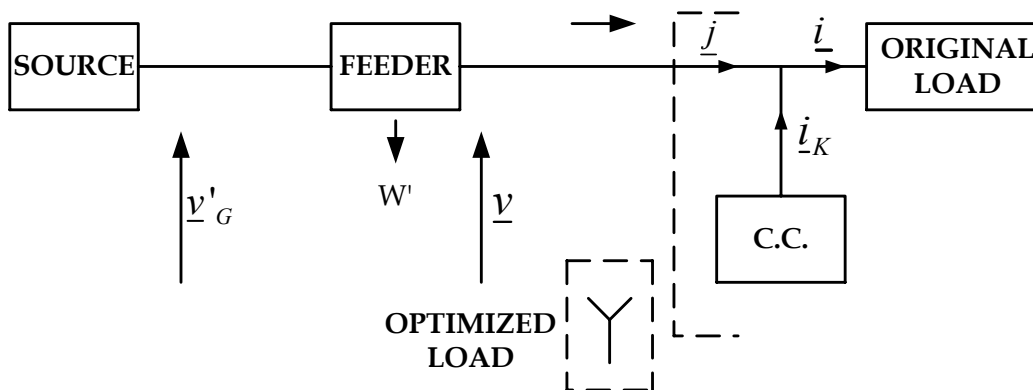 SOURCE
FEEDER
j
i
ORIGINAL
LOAD
W'
i_K
v'_G
v
C.C.
OPTIMIZED
LOAD